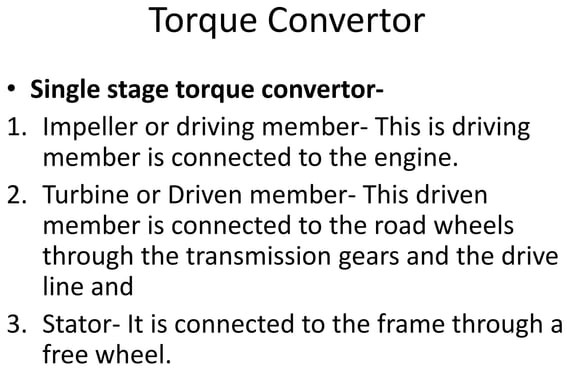 Torque Convertor
• Single stage torque convertor-
1. Impeller or driving member- This is driving
member is connected to the engine.
2. Turbine or Driven member- This driven
member is connected to the road wheels
through the transmission gears and the drive
line and
3. Stator- It is connected to the frame through a
free wheel.